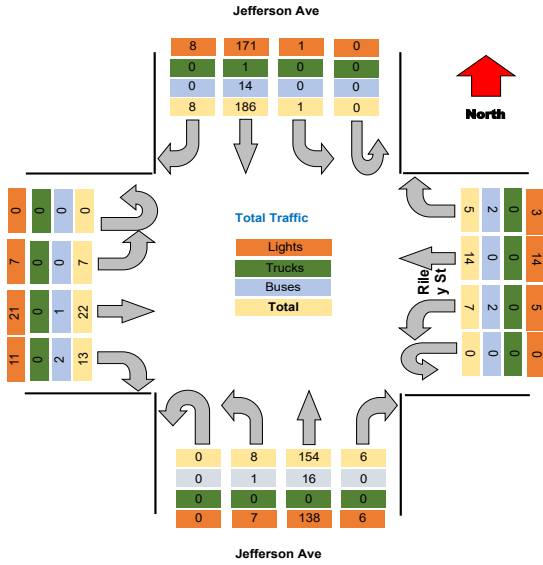 Jefferson Ave
8 171 1 0
0 1 0 0
0 14 0 0
8 186 1 0
North
0 0 0 0
7 0 0 7
21 0 1 22
11 0 2 13
Total Traffic
Lights
Trucks
Buses
Total
Rile
y St
5 2 0 3
14 0 0 14
7 2 0 5
0 0 0 0
0 8 154 6
0 1 16 0
0 0 0 0
0 7 138 6
Jefferson Ave